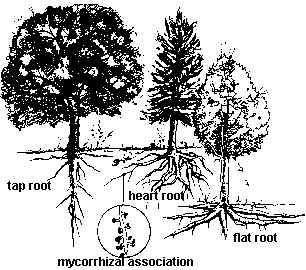 tap root
heart root
flat root
mycorrhizal association